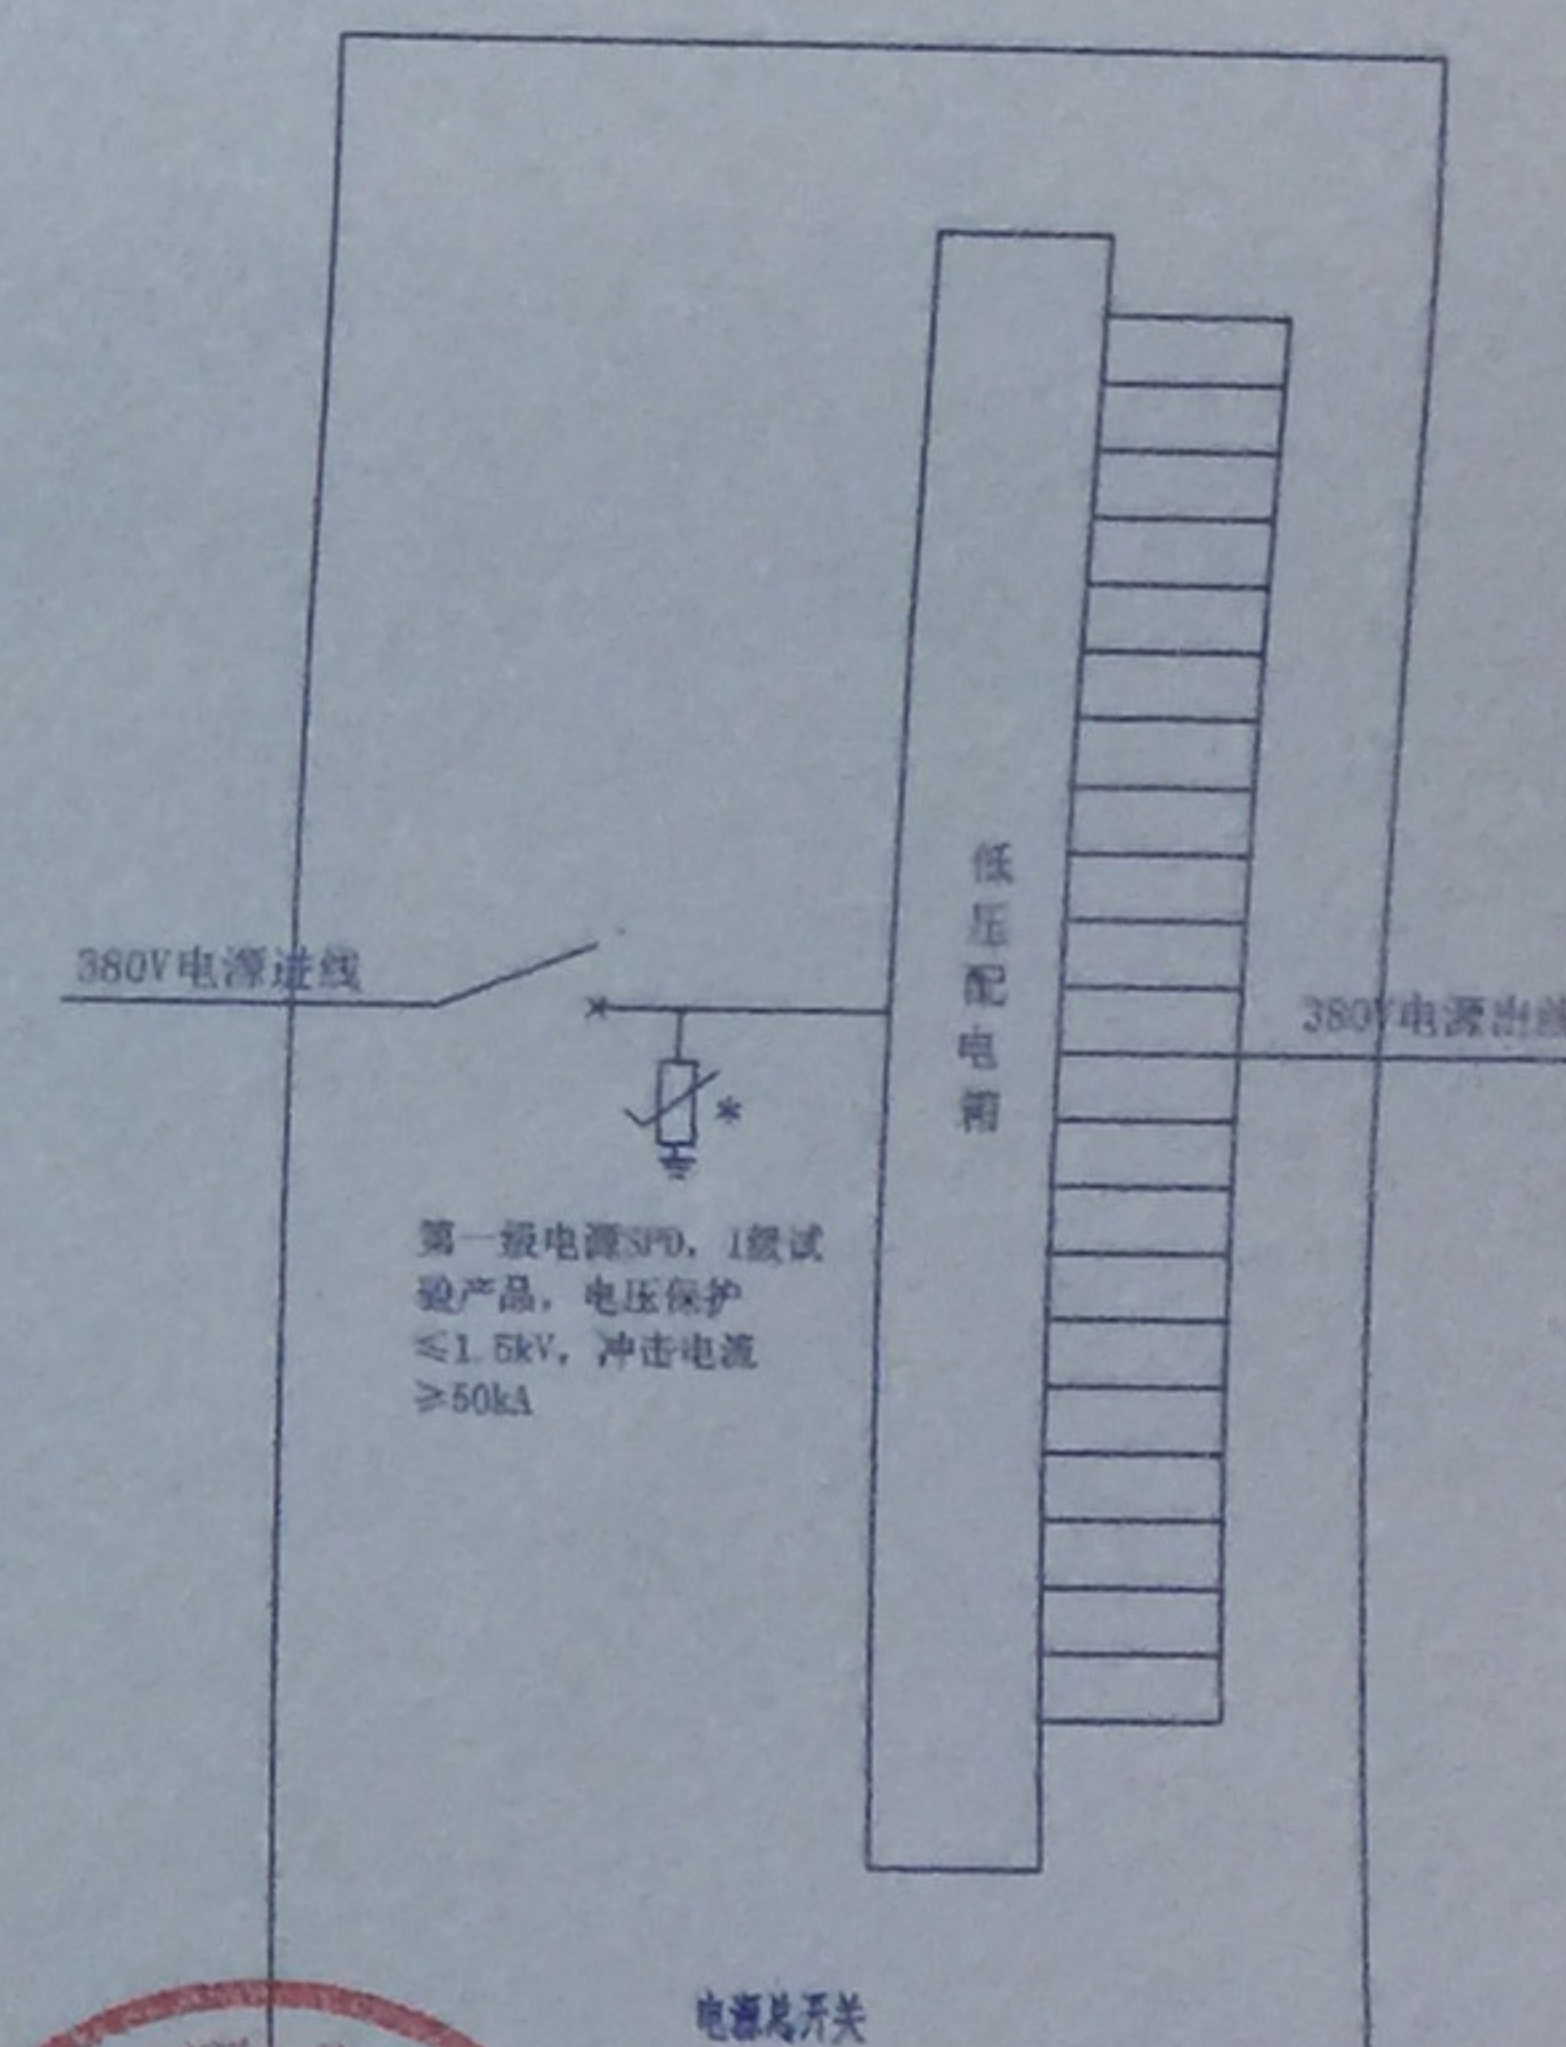 380V电源进线
低压配电箱
380V电源出
第一级电源SPD，I级试
验产品，电压保护
≤1.5kV，冲击电流
≥50kA
电源总开关